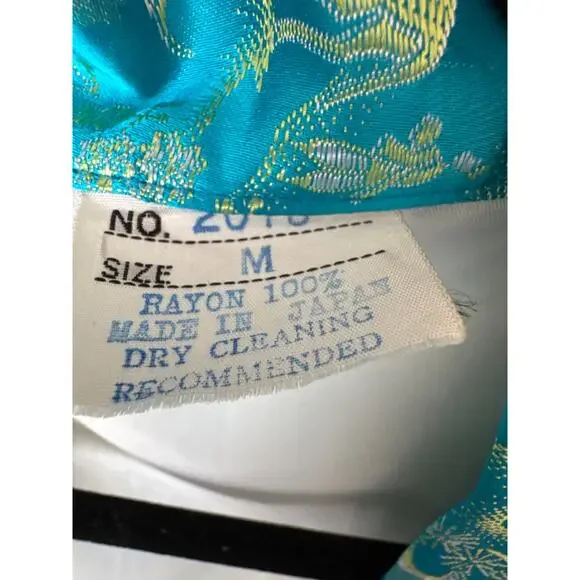 NO.
SIZE M
RAYON 100%
MADE IN JAPAN
DRY CLEANING
RECOMMENDED